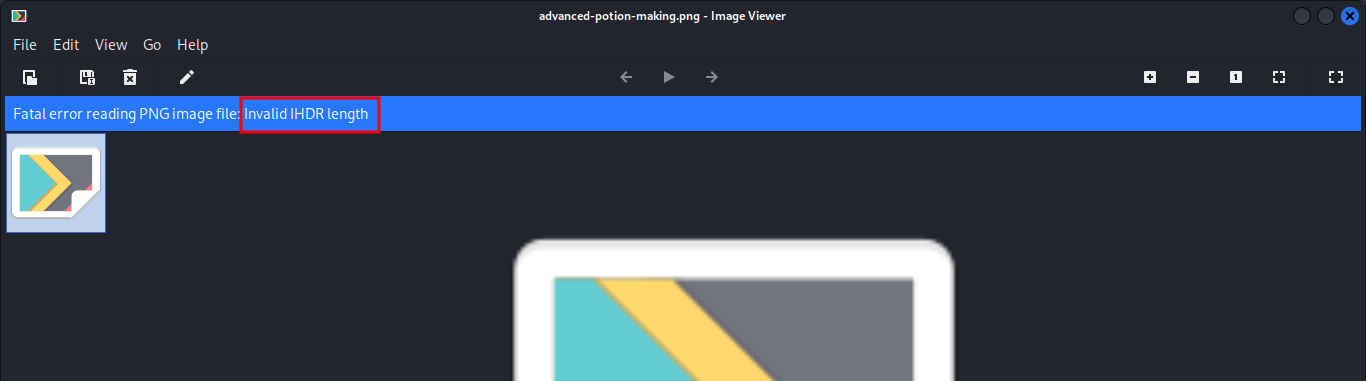 advanced-potion-making.png - Image Viewer
File Edit View Go Help
1
Fatal error reading PNG image file: Invalid IHDR length